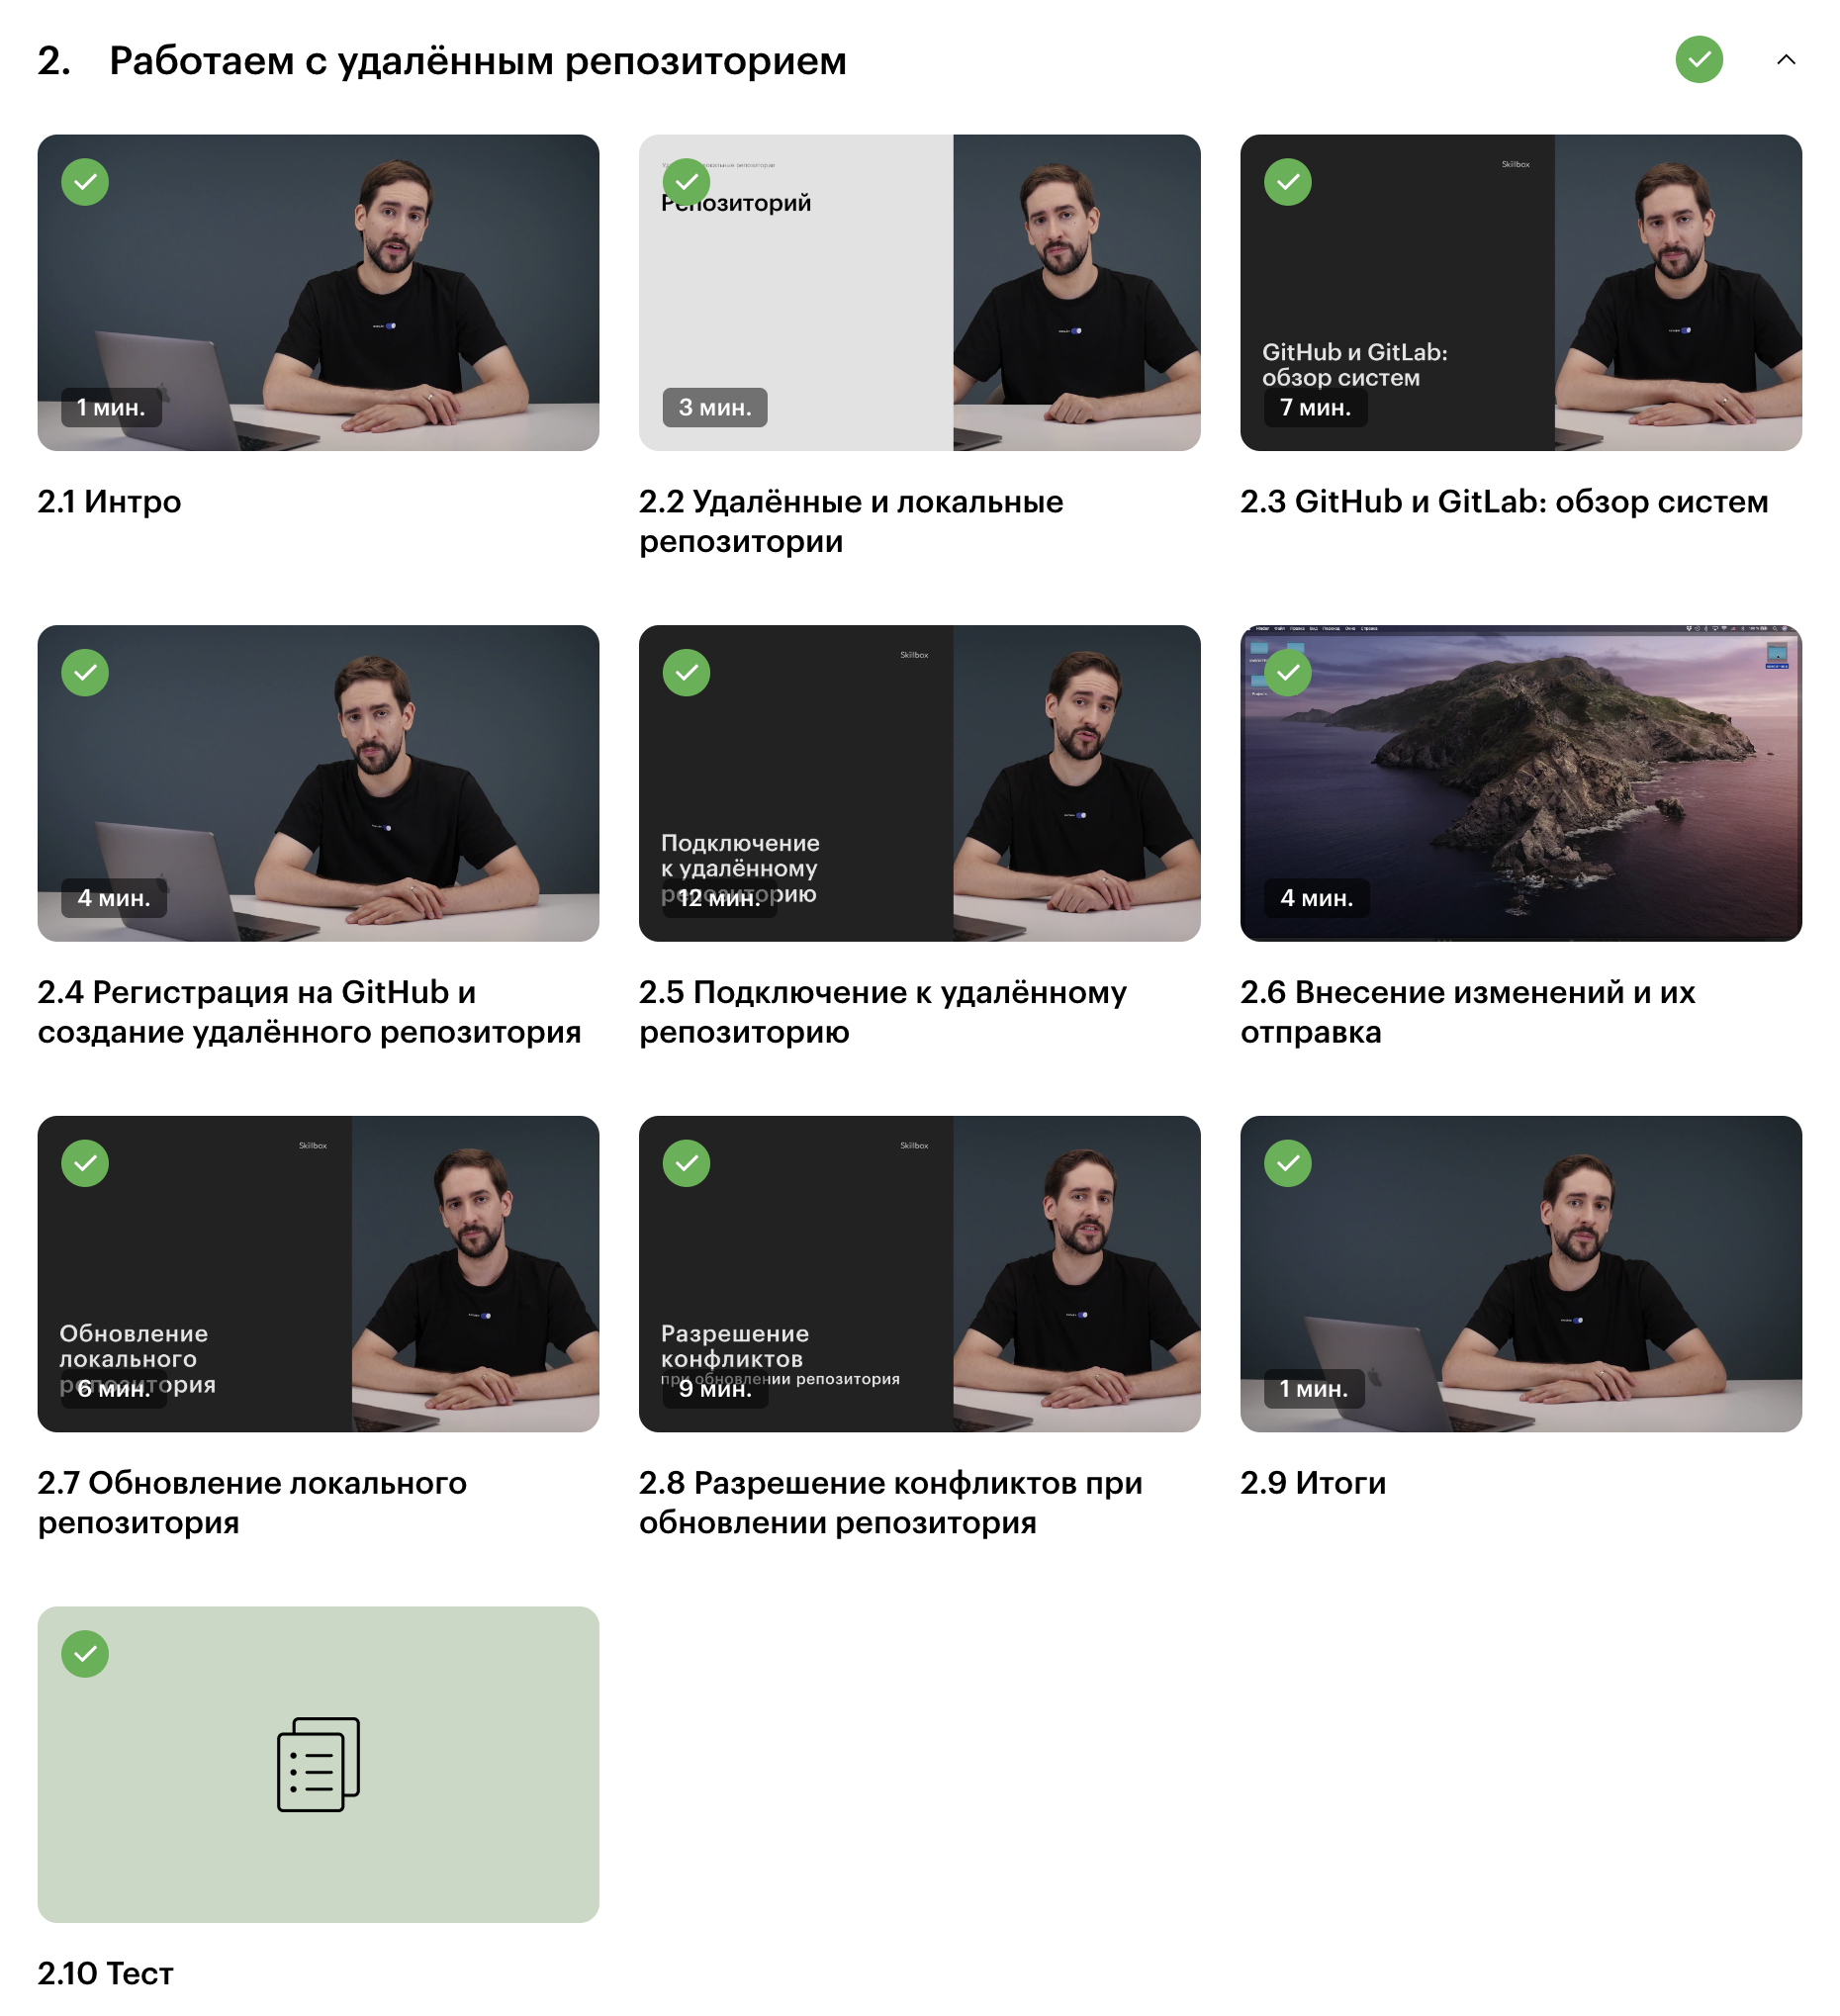 2. Работаем с удалённым репозиторием
1 мин.
2.1 Интро
локальные репозитории
Репозиторий
3 мин.
2.2 Удалённые и локальные
репозитории
Skillbox
GitHub и GitLab:
обзор систем
7 мин.
2.3 GitHub и GitLab: обзор систем
4 мин.
2.4 Регистрация на GitHub и
создание удалённого репозитория
Skillbox
Подключение
к удалённому
репозиторию
12 мин.
2.5 Подключение к удалённому
репозиторию
4 мин.
2.6 Внесение изменений и их
отправка
Skillbox
Обновление
локального
репозитория
6 мин.
2.7 Обновление локального
репозитория
Skillbox
Разрешение
конфликтов
при обновлении репозитория
9 мин.
2.8 Разрешение конфликтов при
обновлении репозитория
1 мин.
2.9 Итоги
2.10 Тест